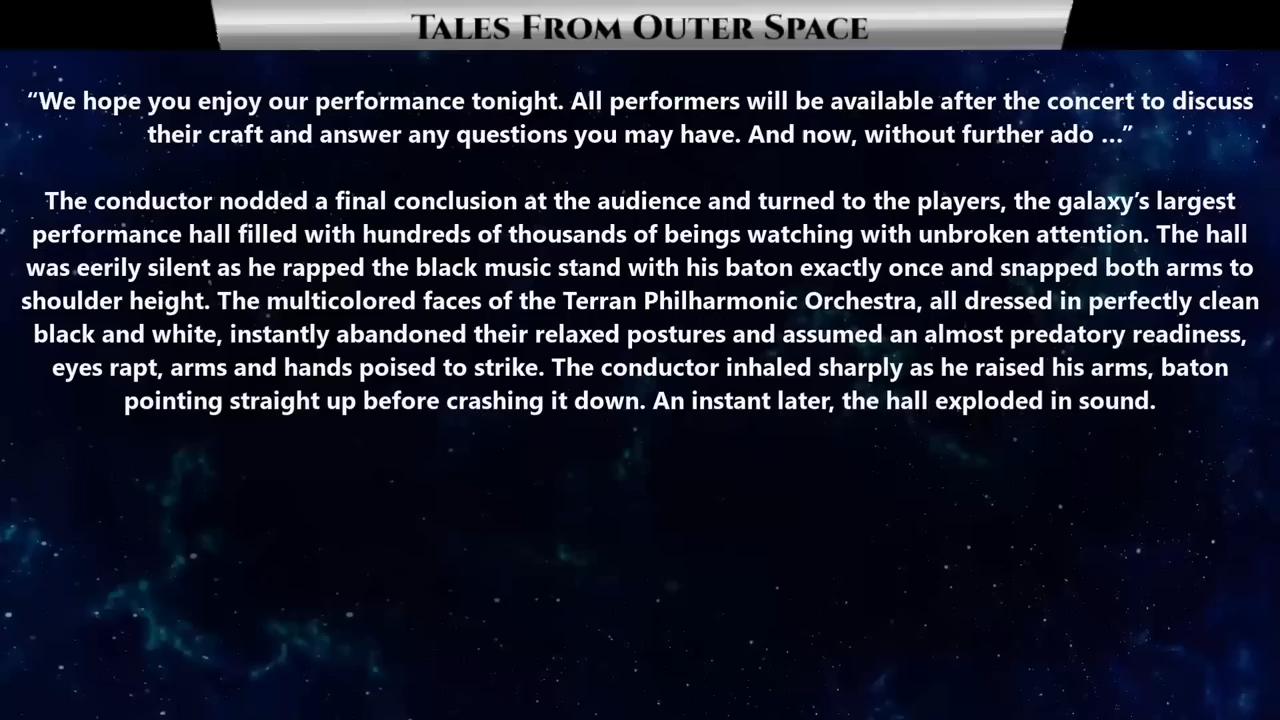 Tales From Outer Space
“We hope you enjoy our performance tonight. All performers will be available after the concert to discuss
their craft and answer any questions you may have. And now, without further ado ...”
The conductor nodded a final conclusion at the audience and turned to the players, the galaxy’s largest
performance hall filled with hundreds of thousands of beings watching with unbroken attention. The hall
was eerily silent as he rapped the black music stand with his baton exactly once and snapped both arms to
shoulder height. The multicolored faces of the Terran Philharmonic Orchestra, all dressed in perfectly clean
black and white, instantly abandoned their relaxed postures and assumed an almost predatory readiness,
eyes rapt, arms and hands poised to strike. The conductor inhaled sharply as he raised his arms, baton
pointing straight up before crashing it down. An instant later, the hall exploded in sound.